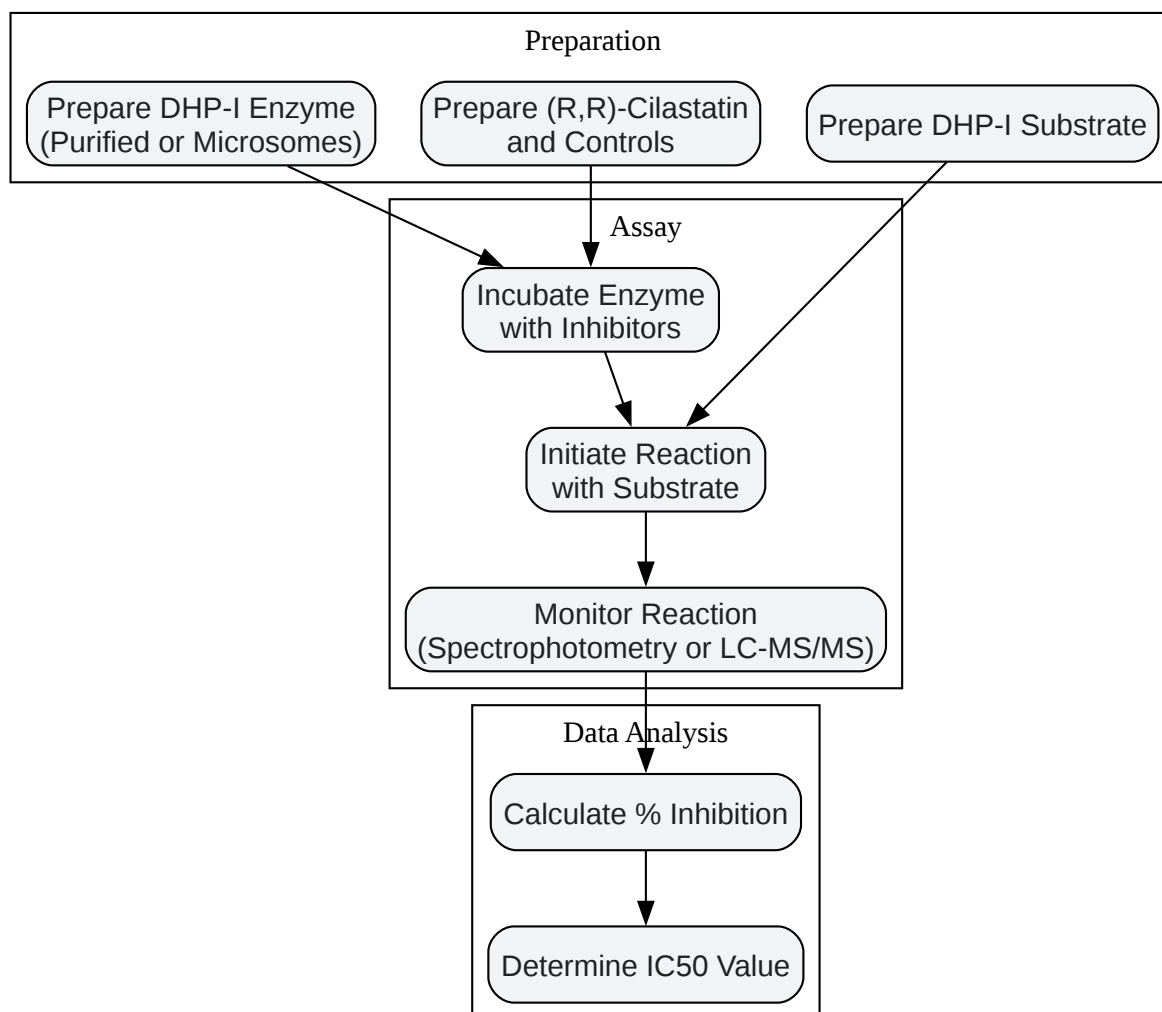 Preparation
Prepare DHP-I Enzyme
(Purified or Microsomes)
Prepare (R,R)-Cilastatin
and Controls
Prepare DHP-I Substrate
Assay
Incubate Enzyme
with Inhibitors
Initiate Reaction
with Substrate
Monitor Reaction
(Spectrophotometry or LC-MS/MS)
Data Analysis
Calculate % Inhibition
Determine IC50 Value